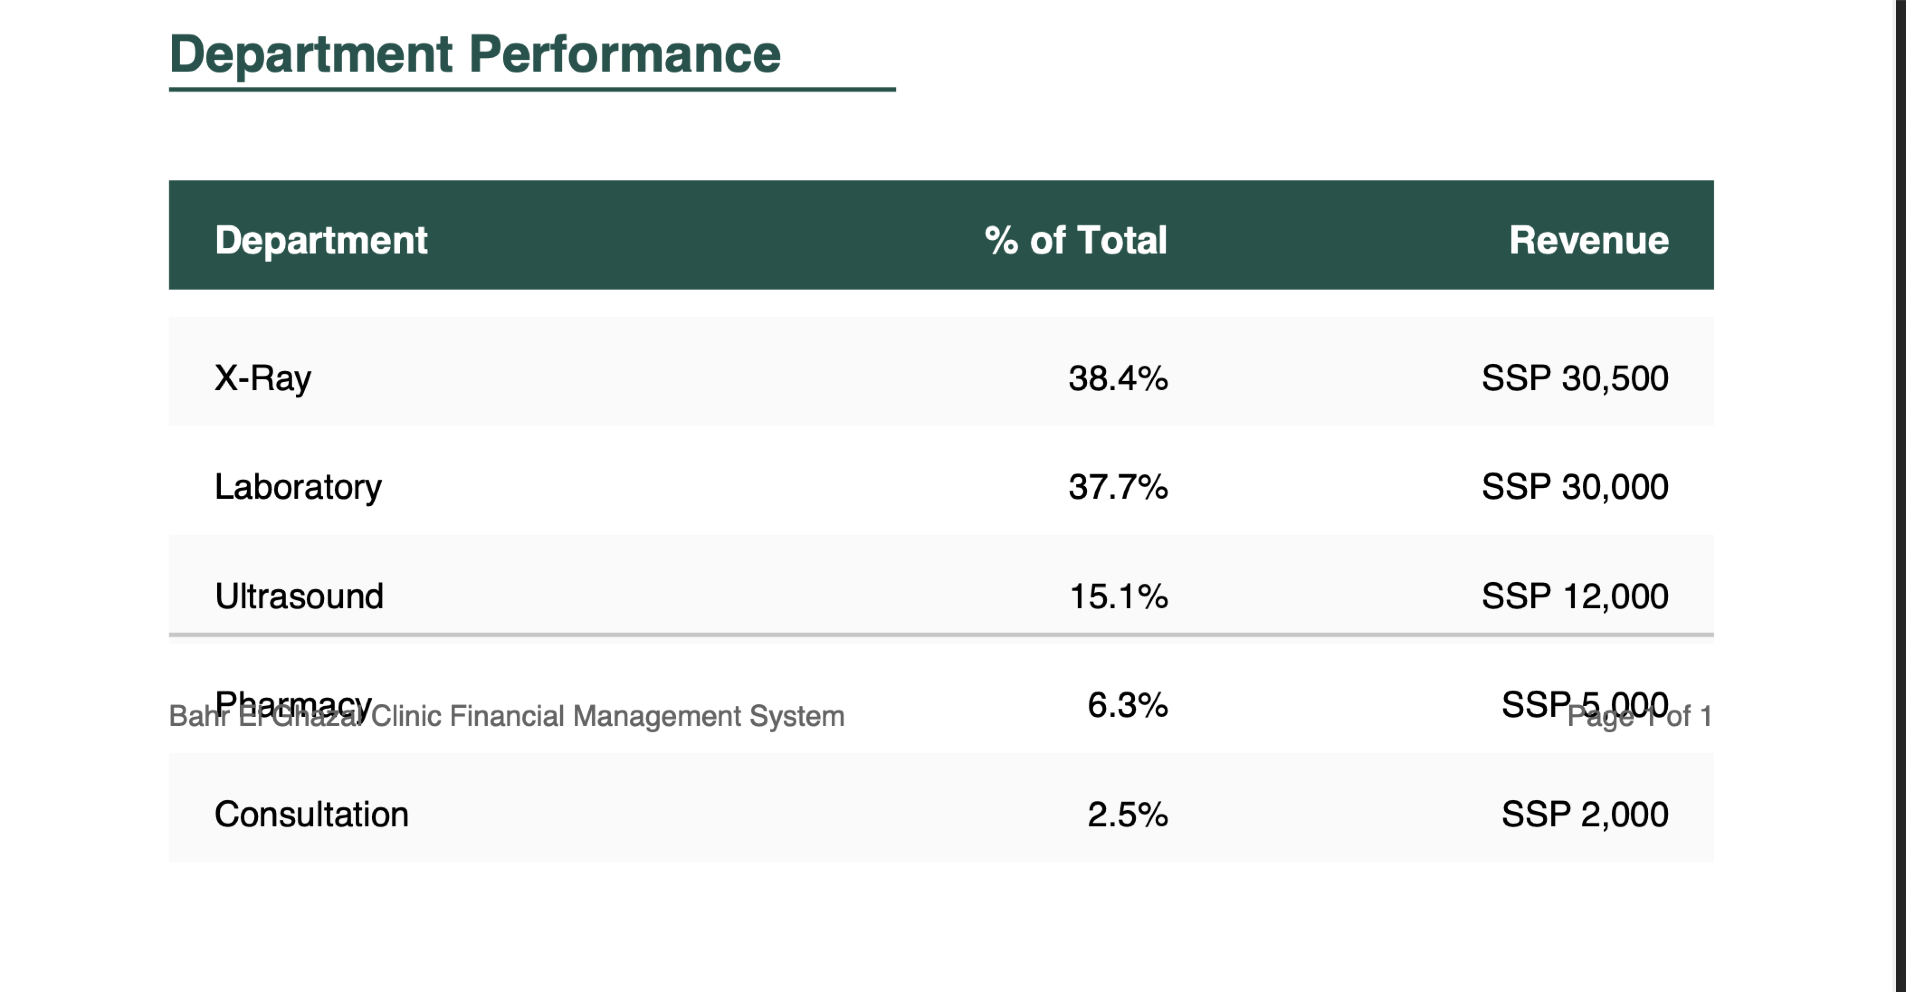 Department Performance
Department % of Total Revenue
X-Ray 38.4% SSP 30,500
Laboratory 37.7% SSP 30,000
Ultrasound 15.1% SSP 12,000
Pharmacy 6.3% SSP 5,000
Bahr El Ghazal Clinic Financial Management System Page 1 of 1
Consultation 2.5% SSP 2,000